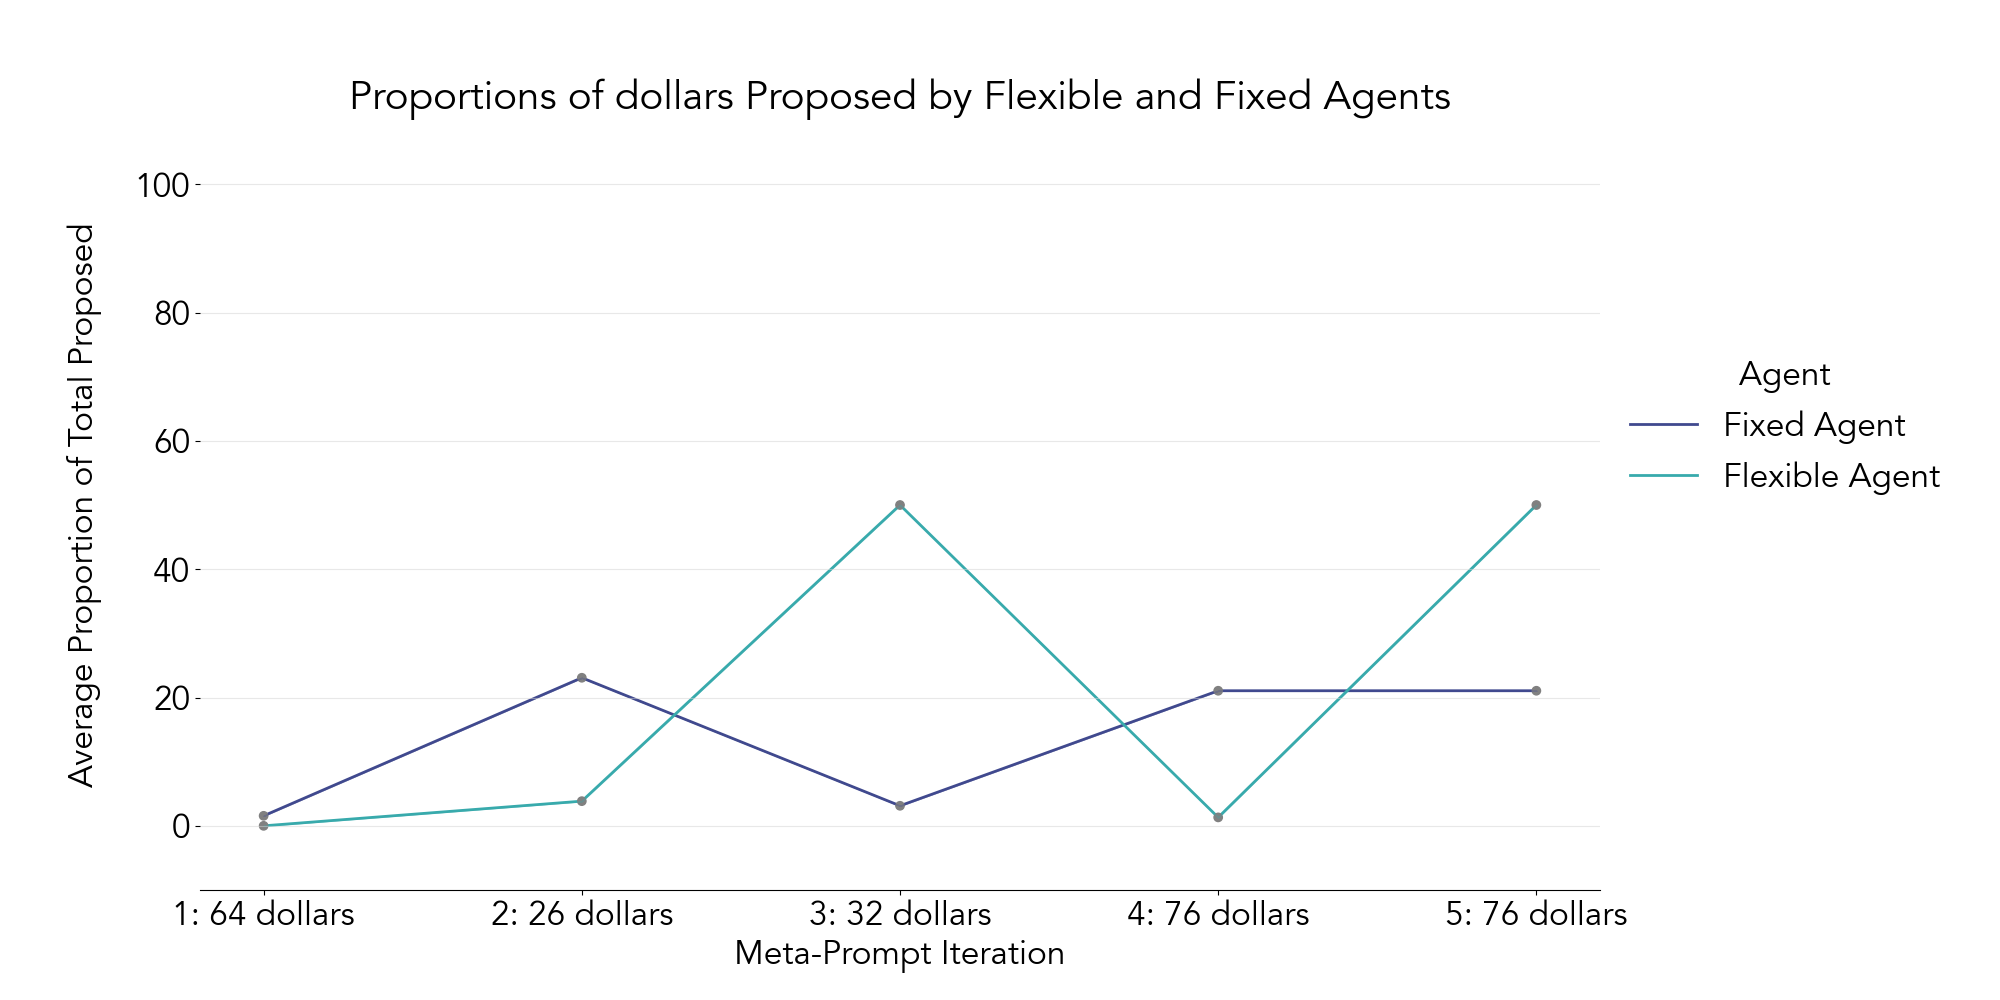 Proportions of dollars Proposed by Flexible and Fixed Agents
Average Proportion of Total Proposed
100
80
60
40
20
0
1: 64 dollars
2: 26 dollars
3: 32 dollars
4: 76 dollars
5: 76 dollars
Meta-Prompt Iteration
Agent
Fixed Agent
Flexible Agent